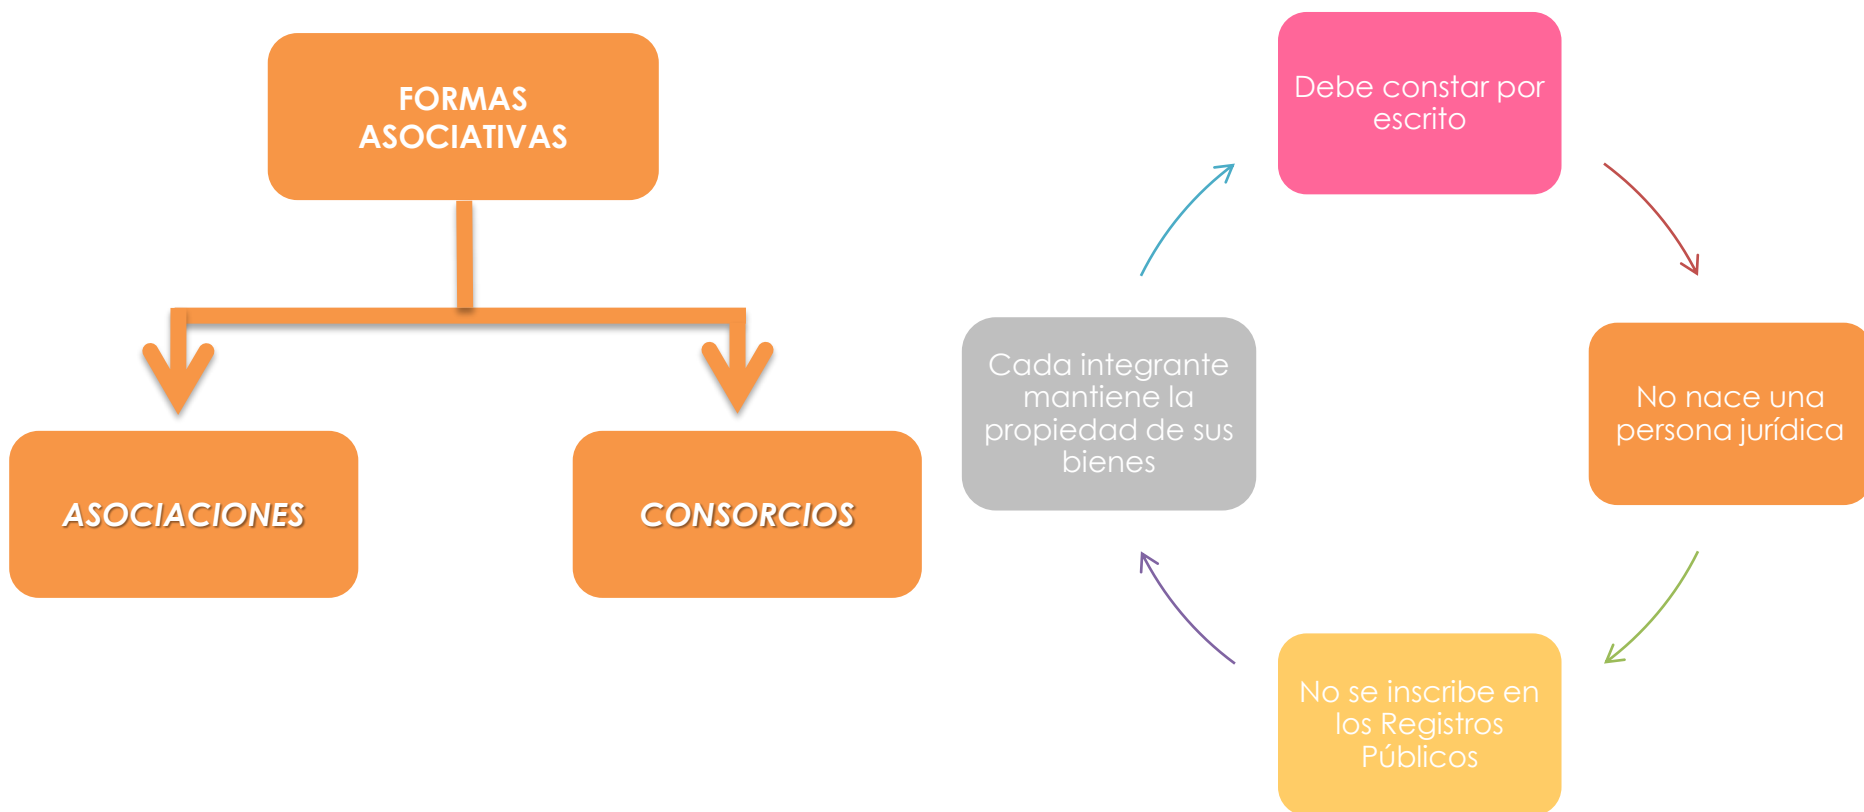 FORMAS
ASOCIATIVAS
ASOCIACIONES
CONSORCIOS
Debe constar por
escrito
No nace una
persona jurídica
No se inscribe en
los Registros
Públicos
Cada integrante
mantiene la
propiedad de sus
bienes